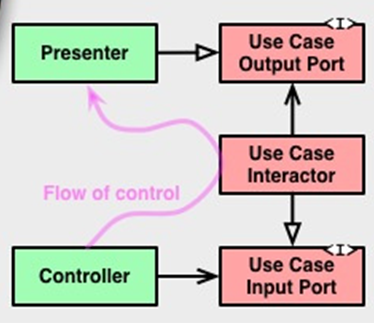 <I>
Presenter
Use Case
Output Port
Use Case
Interactor
Flow of control
<I>
Controller
Use Case
Input Port